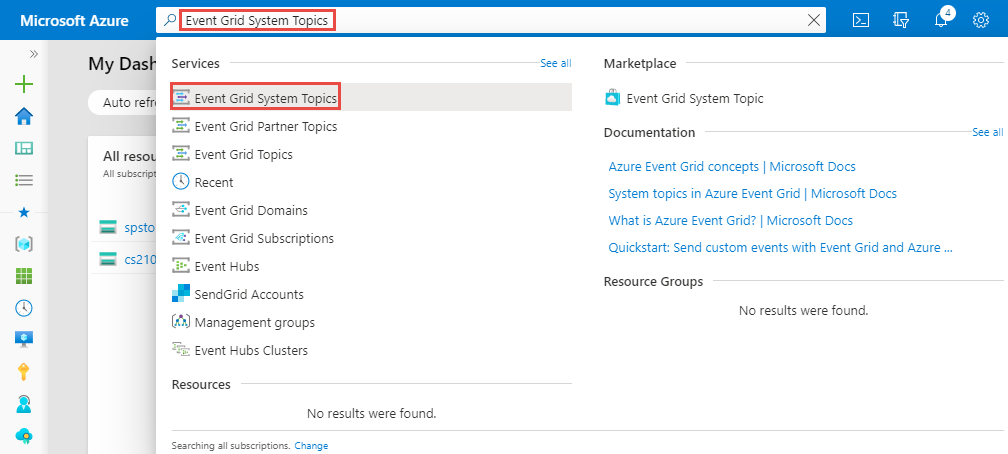 Microsoft Azure
Event Grid System Topics
4
My Dash
Auto refre
All resou
All subscrip
spsto
cs210
Services
See all
Event Grid System Topics
Event Grid Partner Topics
Event Grid Topics
Recent
Event Grid Domains
Event Grid Subscriptions
Event Hubs
SendGrid Accounts
Management groups
Event Hubs Clusters
Resources
No results were found.
Searching all subscriptions. Change
Marketplace
Event Grid System Topic
Documentation
See all
Azure Event Grid concepts | Microsoft Docs
System topics in Azure Event Grid | Microsoft Docs
What is Azure Event Grid? | Microsoft Docs
Quickstart: Send custom events with Event Grid and Azure ...
Resource Groups
No results were found.